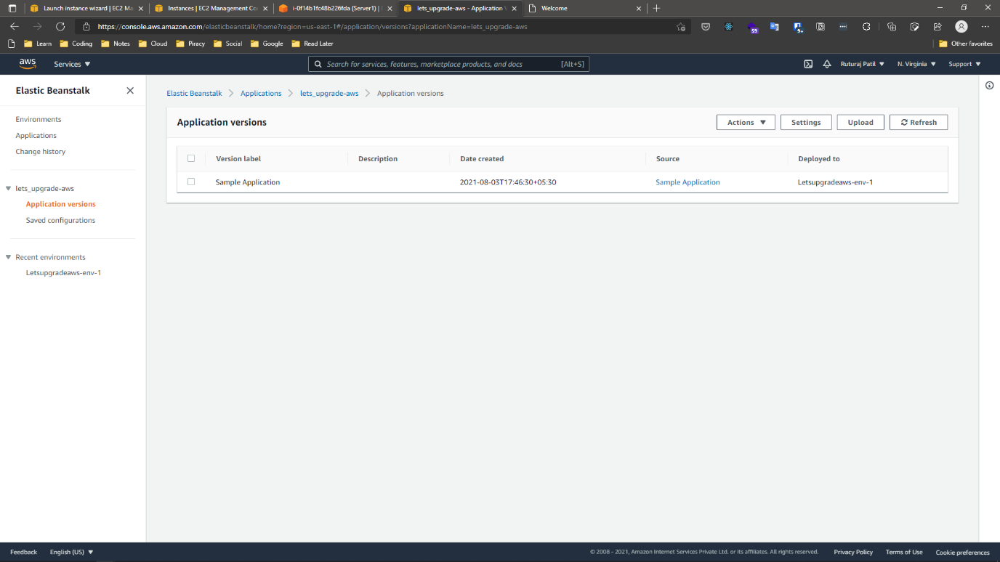 Launch instance wizard | EC2 Ma
Instances | EC2 Management Co
i-0f14b1fc48b226fda (Server1) |
lets_upgrade-aws - Application V
Welcome
https://console.aws.amazon.com/elasticbeanstalk/home?region=us-east-1#/application/versions?applicationName=lets_upgrade-aws
59
9+
Learn
Coding
Notes
Cloud
Piracy
Social
Google
Read Later
Other favorites
aws
Services
Search for services, features, marketplace products, and docs
[Alt+S]
Ruturaj Patil
N. Virginia
Support
Elastic Beanstalk
Environments
Applications
Change history
lets_upgrade-aws
Application versions
Saved configurations
Recent environments
Letsupgradeaws-env-1
Elastic Beanstalk
Applications
lets_upgrade-aws
Application versions
Application versions
Actions
Settings
Upload
Refresh
Version label
Description
Date created
Source
Deployed to
Sample Application
2021-08-03T17:46:30+05:30
Sample Application
Letsupgradeaws-env-1
Feedback
English (US)
© 2008 - 2021, Amazon Internet Services Private Ltd. or its affiliates. All rights reserved.
Privacy Policy
Terms of Use
Cookie preferences